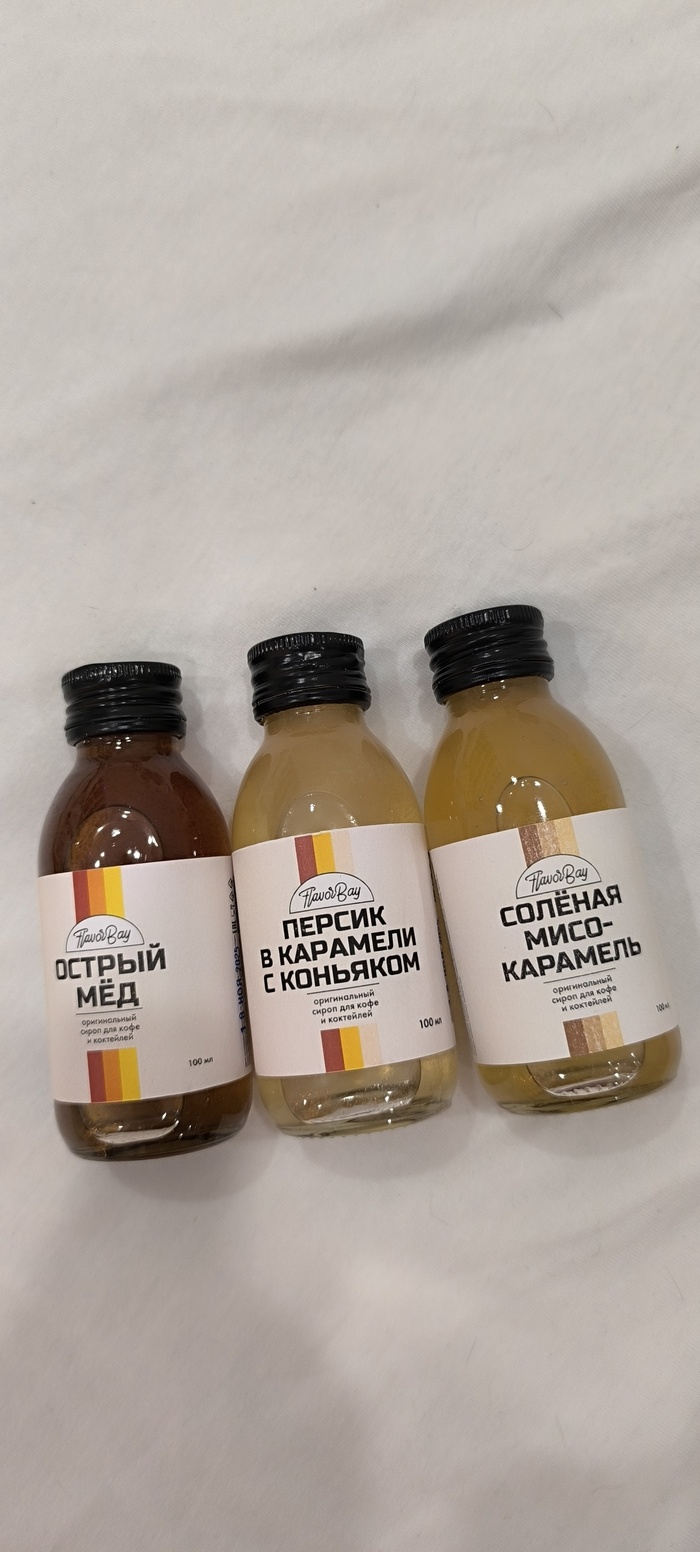 FlavorBay
ОСТРЫЙ
МЁД
оригинальный
сироп для кофе
и коктейлей
100 мл
FlavorBay
ПЕРСИК
В КАРАМЕЛИ
С КОНЬЯКОМ
оригинальный
сироп для кофе
и коктейлей
100 мл
FlavorBay
СОЛЁНАЯ
МИСО-
КАРАМЕЛЬ
оригинальный
сироп для кофе
и коктейлей
100 мл